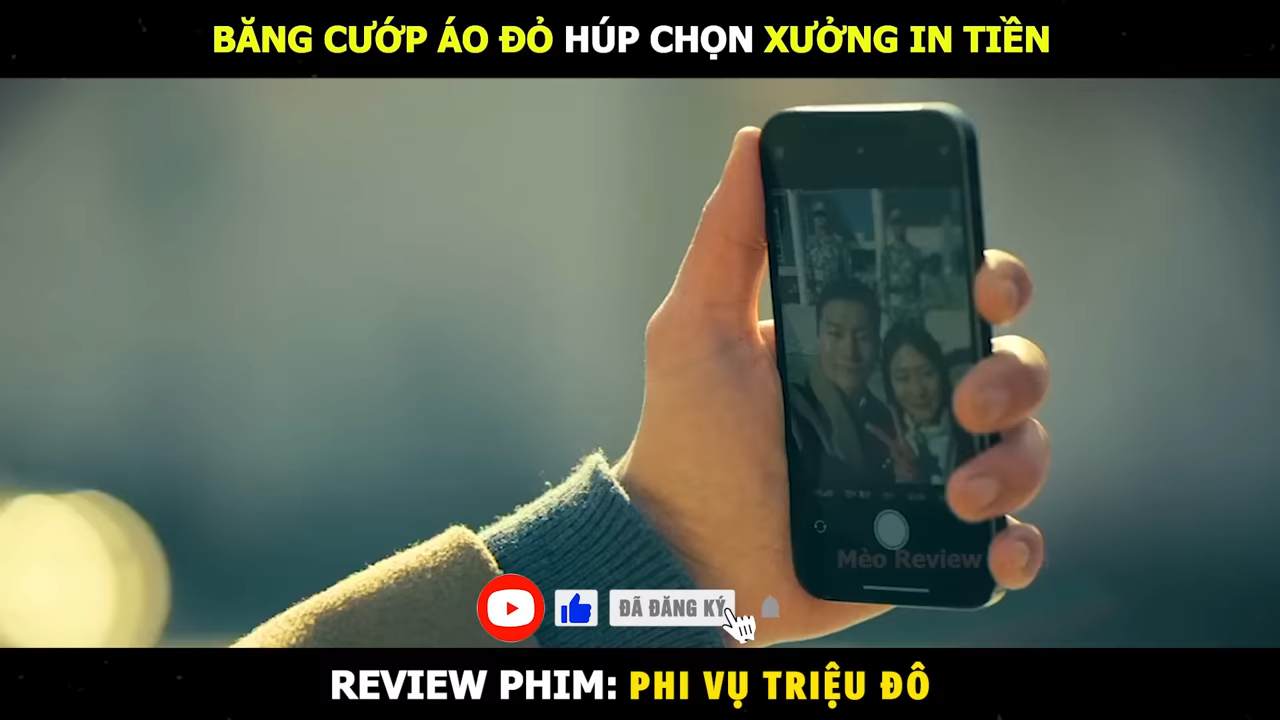 BĂNG CƯỚP ÁO ĐỎ HÚP CHỌN XƯỞNG IN TIỀN
Mèo Review
ĐÃ ĐĂNG KÝ
REVIEW PHIM: PHI VỤ TRIỆU ĐÔ